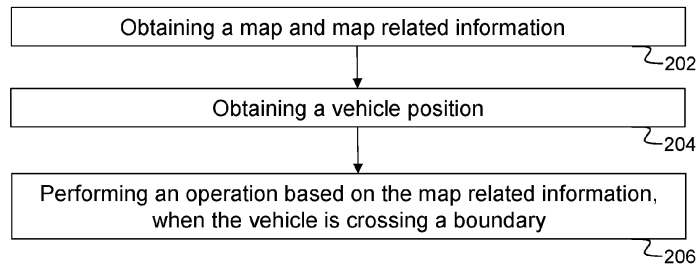 Obtaining a map and map related information
202
Obtaining a vehicle position
204
Performing an operation based on the map related information,
when the vehicle is crossing a boundary
206